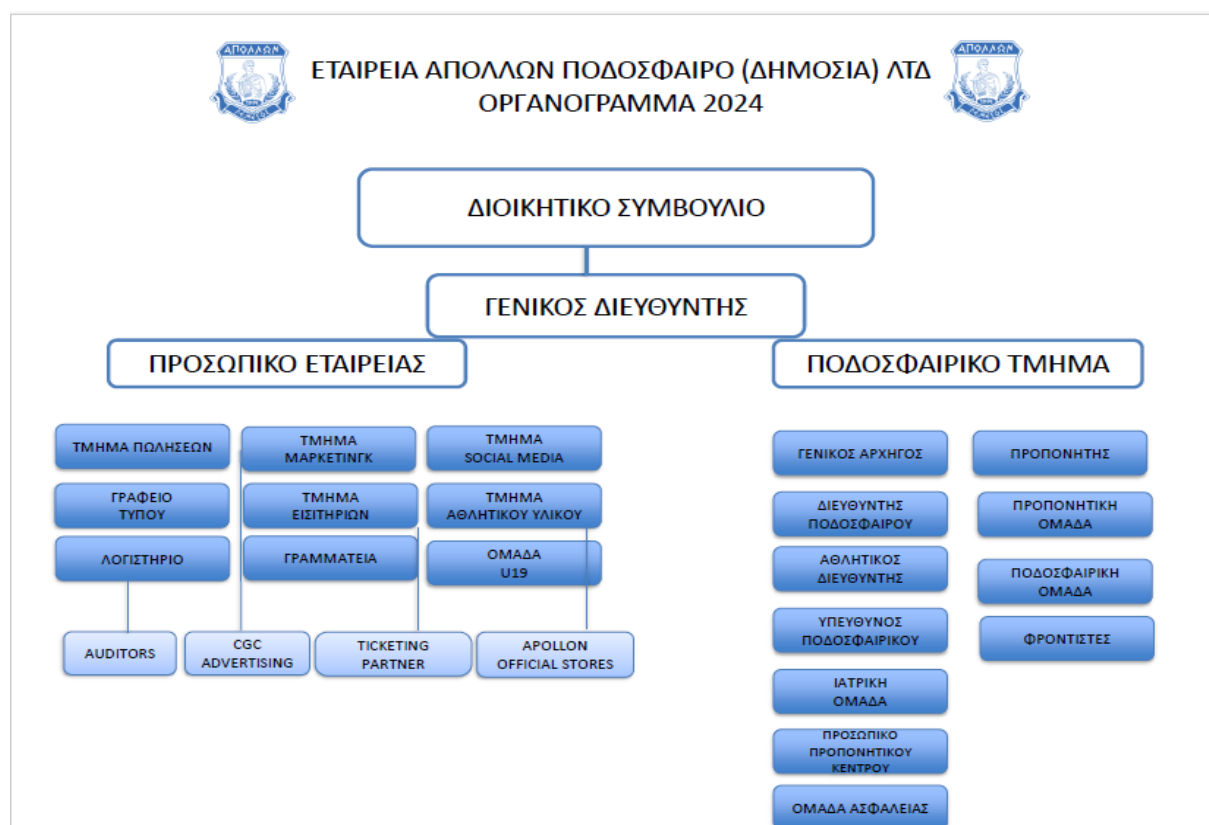 ΑΠΟΛΛΩΝ
ΑΠΟΛΛΩΝ
ΕΤΑΙΡΕΙΑ ΑΠΟΛΛΩΝ ΠΟΔΟΣΦΑΙΡΟ (ΔΗΜΟΣΙΑ) ΛΤΔ
ΟΡΓΑΝΟΓΡΑΜΜΑ 2024
ΔΙΟΙΚΗΤΙΚΟ ΣΥΜΒΟΥΛΙΟ
ΓΕΝΙΚΟΣ ΔΙΕΥΘΥΝΤΗΣ
ΠΡΟΣΩΠΙΚΟ ΕΤΑΙΡΕΙΑΣ
ΤΜΗΜΑ ΠΩΛΗΣΕΩΝ
ΤΜΗΜΑ
ΜΑΡΚΕΤΙΝΓΚ
ΤΜΗΜΑ
SOCIAL MEDIA
ΓΡΑΦΕΙΟ
ΤΥΠΟΥ
ΤΜΗΜΑ
ΕΙΣΙΤΗΡΙΩΝ
ΤΜΗΜΑ
ΑΘΛΗΤΙΚΟΥ ΥΛΙΚΟΥ
ΛΟΓΙΣΤΗΡΙΟ
ΓΡΑΜΜΑΤΕΙΑ
ΟΜΑΔΑ
U19
AUDITORS
CGC
ADVERTISING
TICKETING
PARTNER
APOLLON
OFFICIAL STORES
ΠΟΔΟΣΦΑΙΡΙΚΟ ΤΜΗΜΑ
ΓΕΝΙΚΟΣ ΑΡΧΗΓΟΣ
ΠΡΟΠΟΝΗΤΗΣ
ΔΙΕΥΘΥΝΤΗΣ
ΠΟΔΟΣΦΑΙΡΟΥ
ΠΡΟΠΟΝΗΤΙΚΗ
ΟΜΑΔΑ
ΑΘΛΗΤΙΚΟΣ
ΔΙΕΥΘΥΝΤΗΣ
ΠΟΔΟΣΦΑΙΡΙΚΗ
ΟΜΑΔΑ
ΥΠΕΥΘΥΝΟΣ
ΠΟΔΟΣΦΑΙΡΙΚΟΥ
ΦΡΟΝΤΙΣΤΕΣ
ΙΑΤΡΙΚΗ
ΟΜΑΔΑ
ΠΡΟΣΩΠΙΚΟ
ΠΡΟΠΟΝΗΤΙΚΟΥ
ΚΕΝΤΡΟΥ
ΟΜΑΔΑ ΑΣΦΑΛΕΙΑΣ